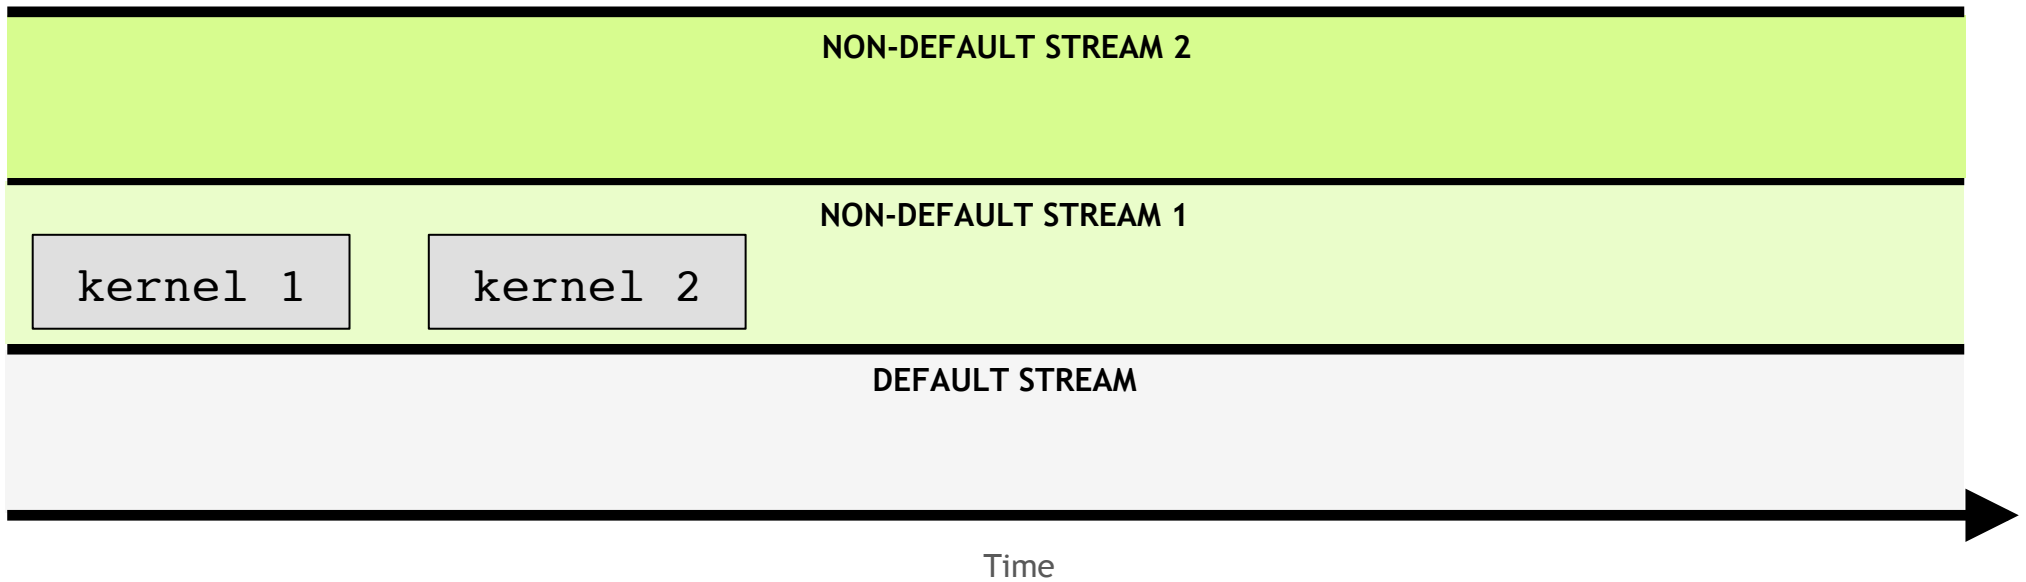 NON-DEFAULT STREAM 2
NON-DEFAULT STREAM 1
kernel 1
kernel 2
DEFAULT STREAM
Time